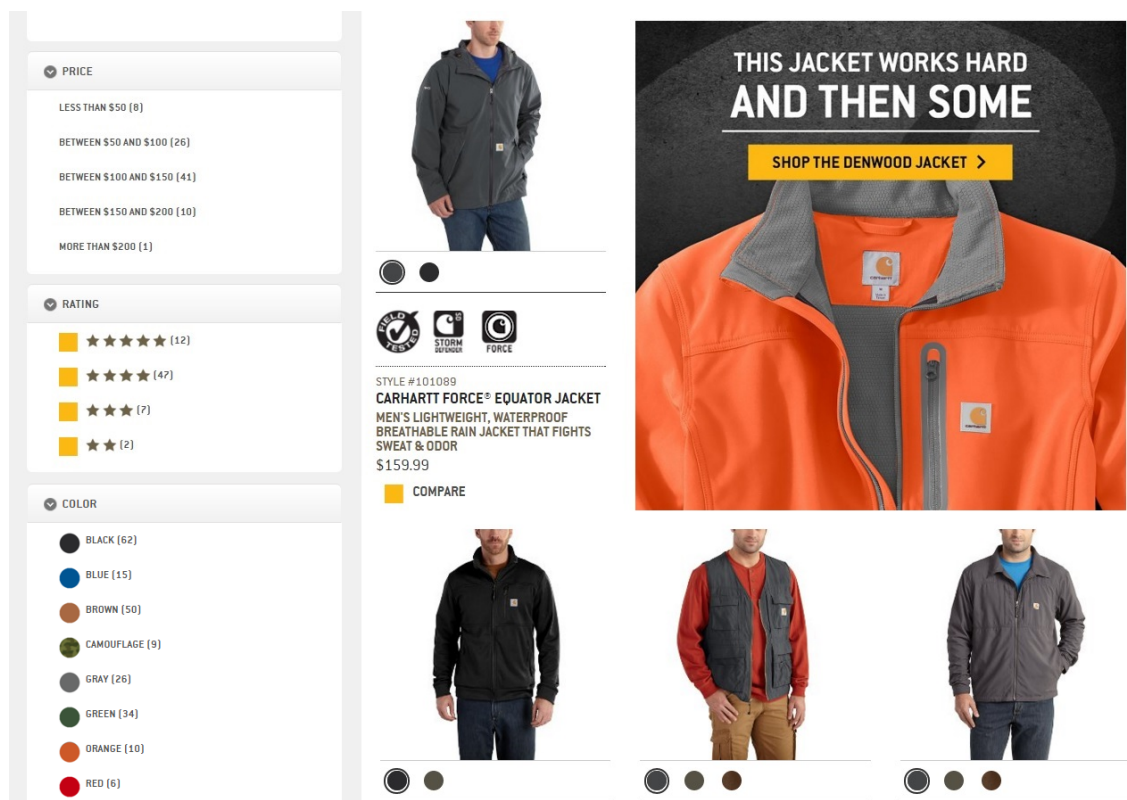 PRICE
LESS THAN $50 (8)
BETWEEN $50 AND $100 (26)
BETWEEN $100 AND $150 (41)
BETWEEN $150 AND $200 (10)
MORE THAN $200 (1)
RATING
(12)
(47)
(7)
(2)
COLOR
BLACK (62)
BLUE (15)
BROWN (50)
CAMOUFLAGE (9)
GRAY (26)
GREEN (34)
ORANGE (10)
RED (6)
FIELD TESTED
STORM DEFENDER
SD
FORCE
STYLE #101089
CARHARTT FORCE® EQUATOR JACKET
MEN'S LIGHTWEIGHT, WATERPROOF
BREATHABLE RAIN JACKET THAT FIGHTS
SWEAT & ODOR
$159.99
COMPARE
THIS JACKET WORKS HARD
AND THEN SOME
SHOP THE DENWOOD JACKET
carhartt
carhartt